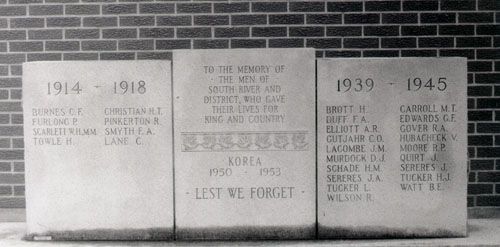 1914 - 1918
BURNES C.F. CHRISTIAN H.T.
FURLONG P. PINKERTON R.
SCARLETT W.H., M.M. SMYTH E.A.
TOWLE H. LANE C.
TO THE MEMORY OF
- THE MEN OF
SOUTH RIVER AND
DISTRICT, WHO GAVE
THEIR LIVES FOR
KING AND COUNTRY
KOREA
1950 - 1953
- LEST WE FORGET -
1939 - 1945
BROTT H. CARROLL M.T.
DUFF F.A. EDWARDS G.F.
ELLIOTT A.R. GOVER R.A.
GUTJAHR C.O. HUBACHECK V.
LACOMBE J.M. MOORE R.P.
MURDOCK D.J. QUIRT J.
SCHADE H.M. SERERES J.
SERERES J.A. TUCKER H.J.
TUCKER L. WATT B.E.
WILSON R.